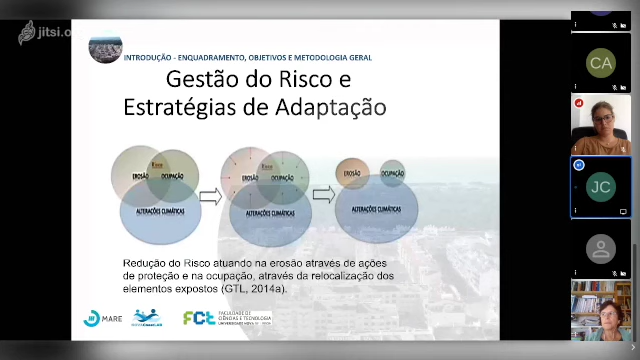 jitsi.o
INTRODUÇÃO - ENQUADRAMENTO, OBJETIVOS E METODOLOGIA GERAL
Gestão do Risco e
Estratégias de Adaptação
Risco
EROSÃO
OCUPAÇÃO
ALTERAÇÕES CLIMÁTICAS
Risco
EROSÃO
OCUPAÇÃO
ALTERAÇÕES CLIMÁTICAS
EROSÃO
OCUPAÇÃO
ALTERAÇÕES CLIMÁTICAS
Redução do Risco atuando na erosão através de ações
de proteção e na ocupação, através da relocalização dos
elementos expostos (GTL, 2014a).
MARE
FCT
FACULDADE DE
CIÊNCIAS E TECNOLOGIA
CA
JC